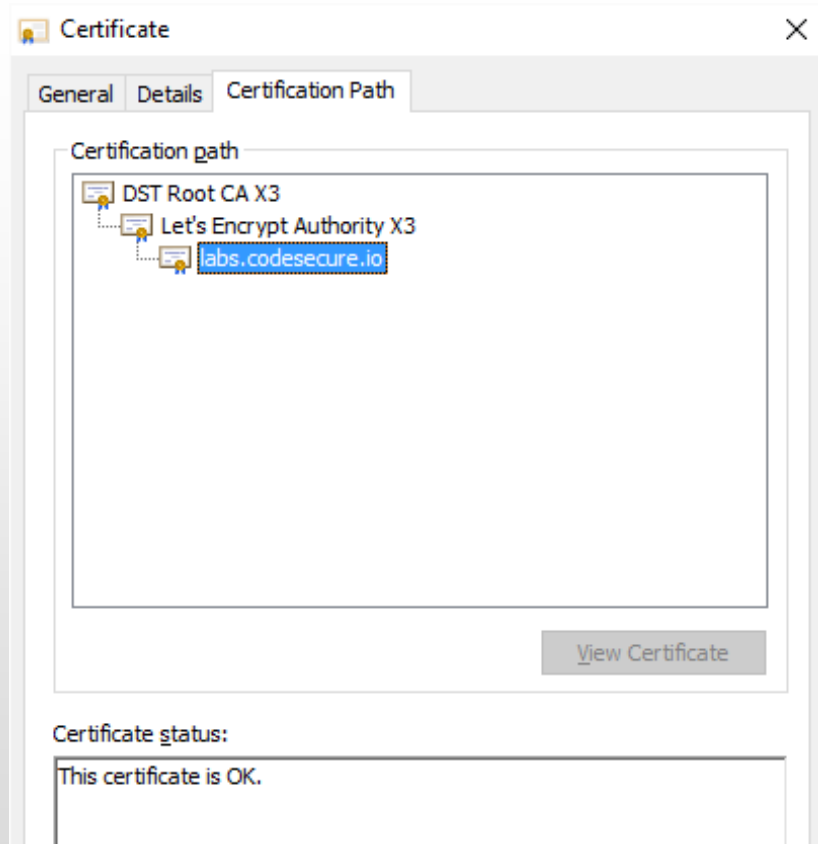 Certificate
General Details Certification Path
Certification path
DST Root CA X3
Let's Encrypt Authority X3
labs.codesecure.io
View Certificate
Certificate status:
This certificate is OK.